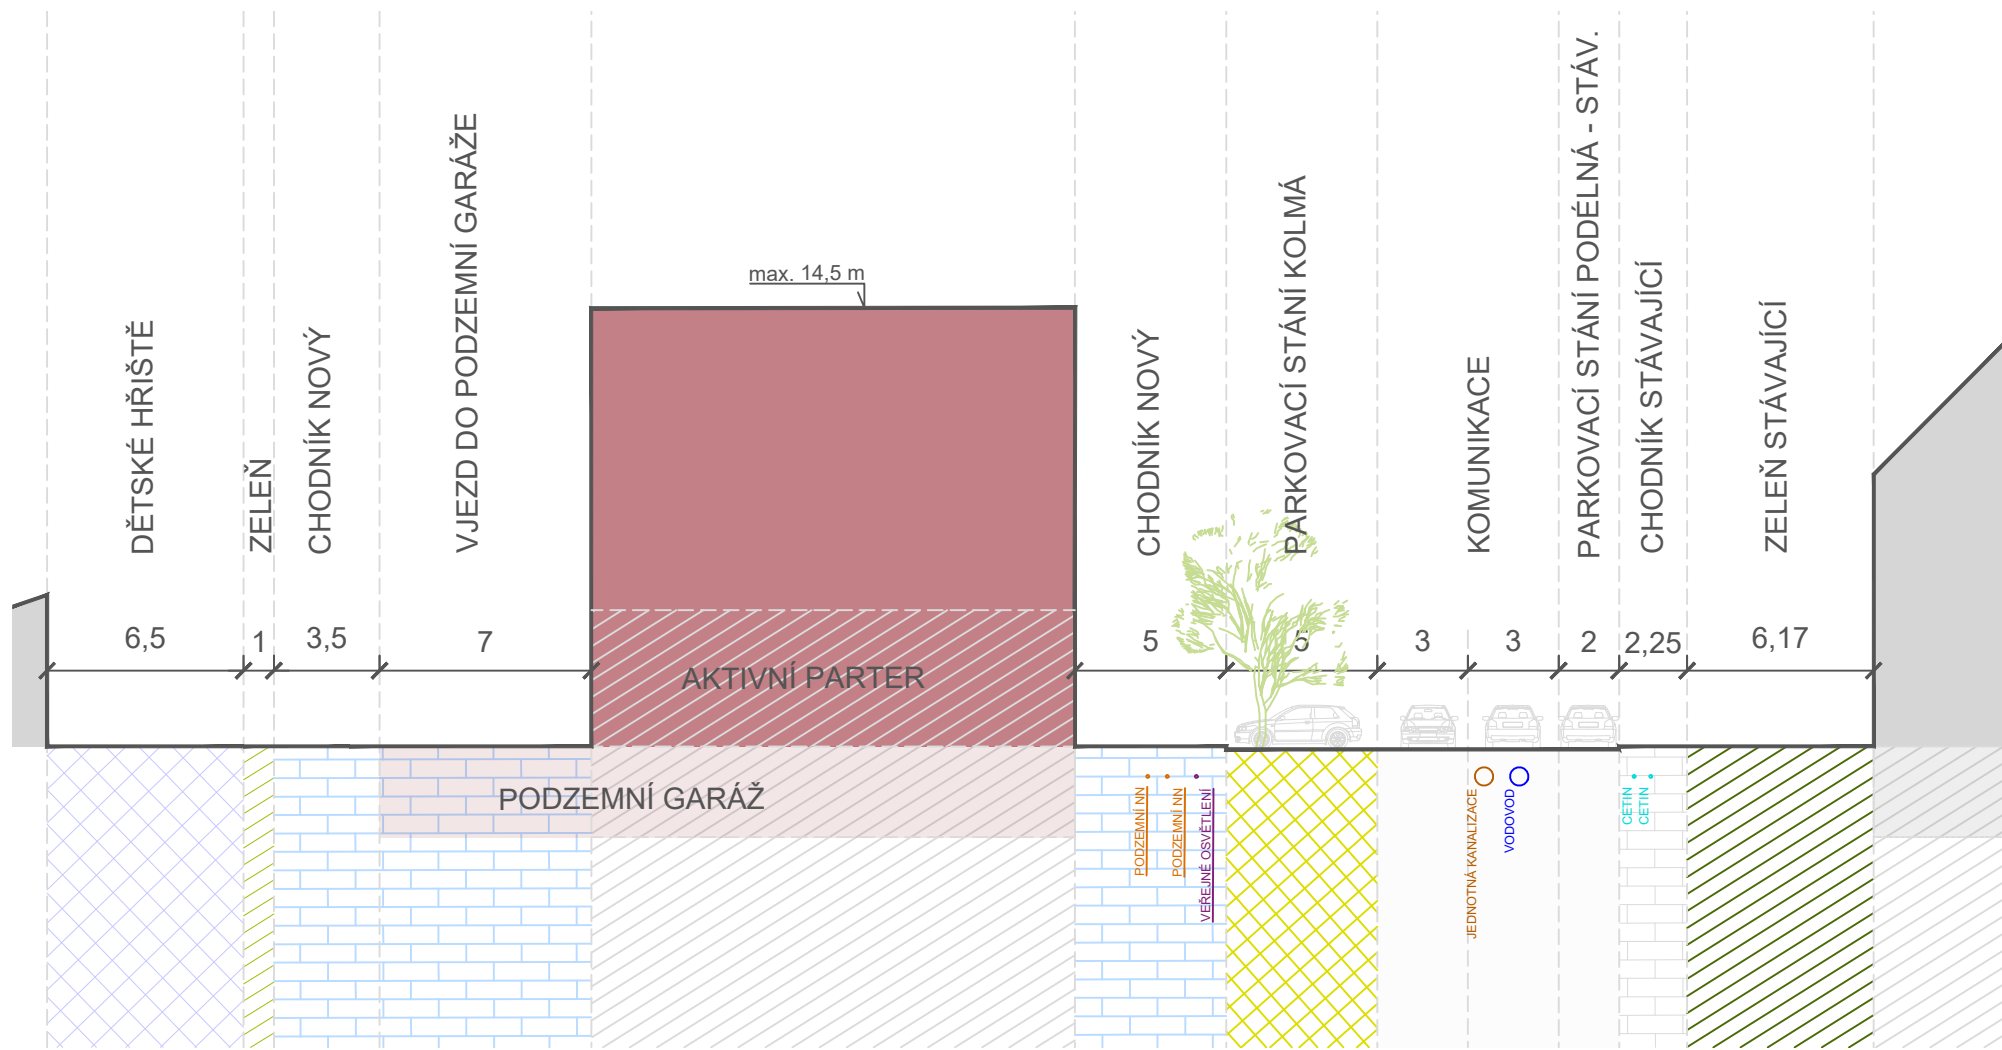 DĚTSKÉ HŘIŠTĚ
ZELEŇ
CHODNÍK NOVÝ
VJEZD DO PODZEMNÍ GARÁŽE
max. 14,5 m
CHODNÍK NOVÝ
PARKOVACÍ STÁNÍ KOLMÁ
KOMUNIKACE
PARKOVACÍ STÁNÍ PODÉLNÁ - STÁV.
CHODNÍK STÁVAJÍCÍ
ZELEŇ STÁVAJÍCÍ
6,5
1
3,5
7
5
5
3
3
2
2,25
6,17
AKTIVNÍ PARTER
PODZEMNÍ GARÁŽ
PODZEMNÍ NN
PODZEMNÍ NN
VEŘEJNÉ OSVĚTLENÍ
JEDNOTNÁ KANALIZACE
VODOVOD
CETIN
CETIN